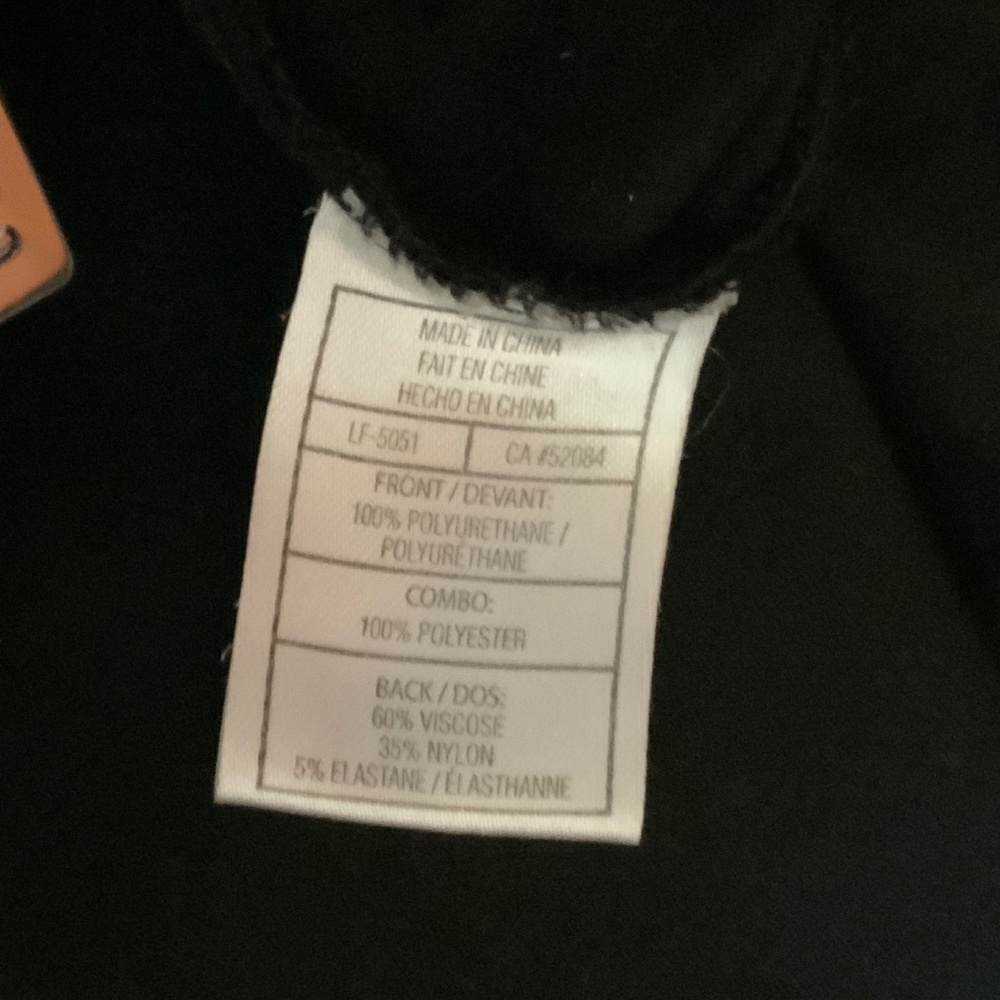 MADE IN CHINA
FAIT EN CHINE
HECHO EN CHINA
LF-5051
CA #52084
FRONT / DEVANT:
100% POLYURETHANE /
POLYURÉTHANE
COMBO:
100% POLYESTER
BACK / DOS:
60% VISCOSE
35% NYLON
5% ELASTANE / ÉLASTHANNE